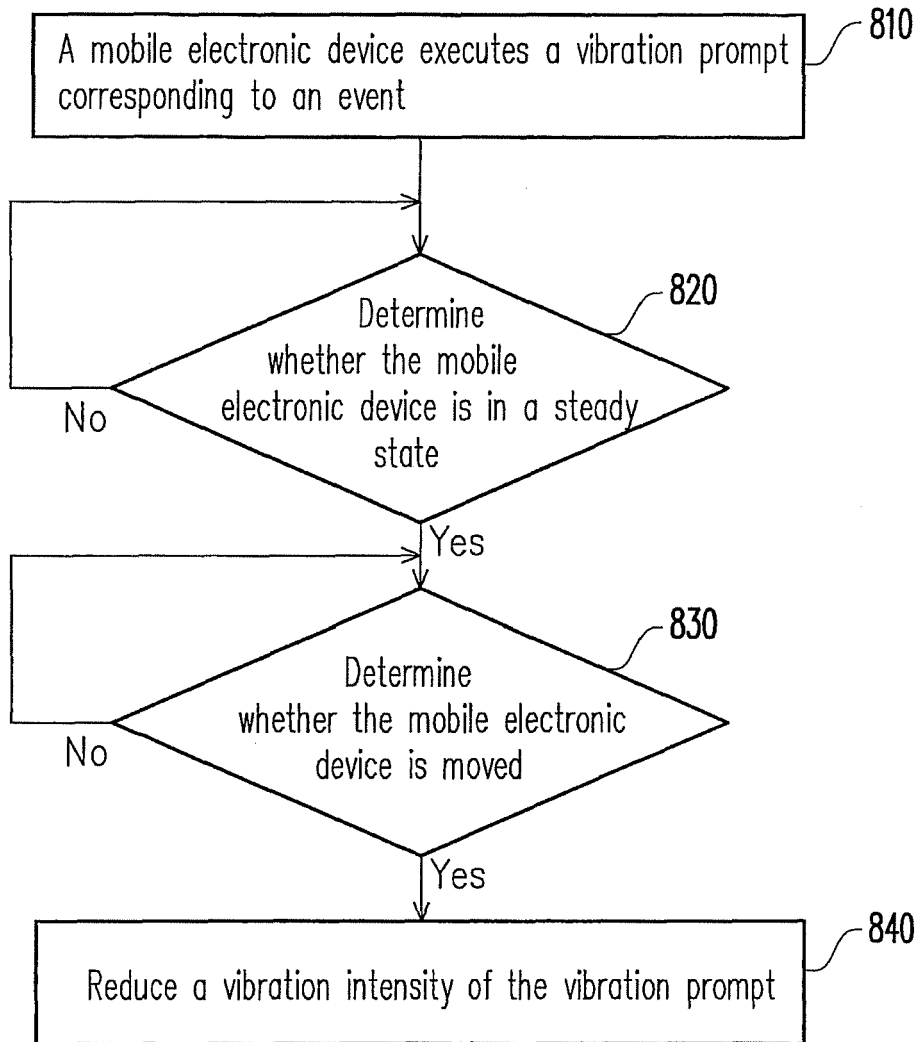 810
A mobile electronic device executes a vibration prompt
corresponding to an event
820
Determine
whether the mobile
electronic device is in a steady
state
No
Yes
830
Determine
whether the mobile electronic
device is moved
No
Yes
840
Reduce a vibration intensity of the vibration prompt